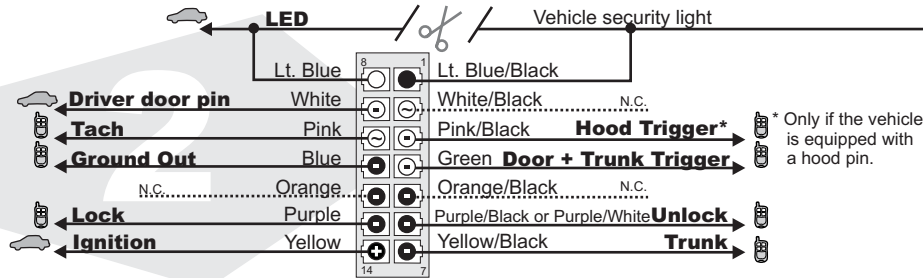 LED Vehicle security light
8 1
Lt. Blue Lt. Blue/Black
Driver door pin White White/Black N.C.
Tach Pink Pink/Black Hood Trigger*
* Only if the vehicle
is equipped with
a hood pin.
Ground Out Blue Green Door + Trunk Trigger
N.C. Orange Orange/Black N.C.
Lock Purple Purple/Black or Purple/White Unlock
Ignition Yellow Yellow/Black Trunk
14 7
2